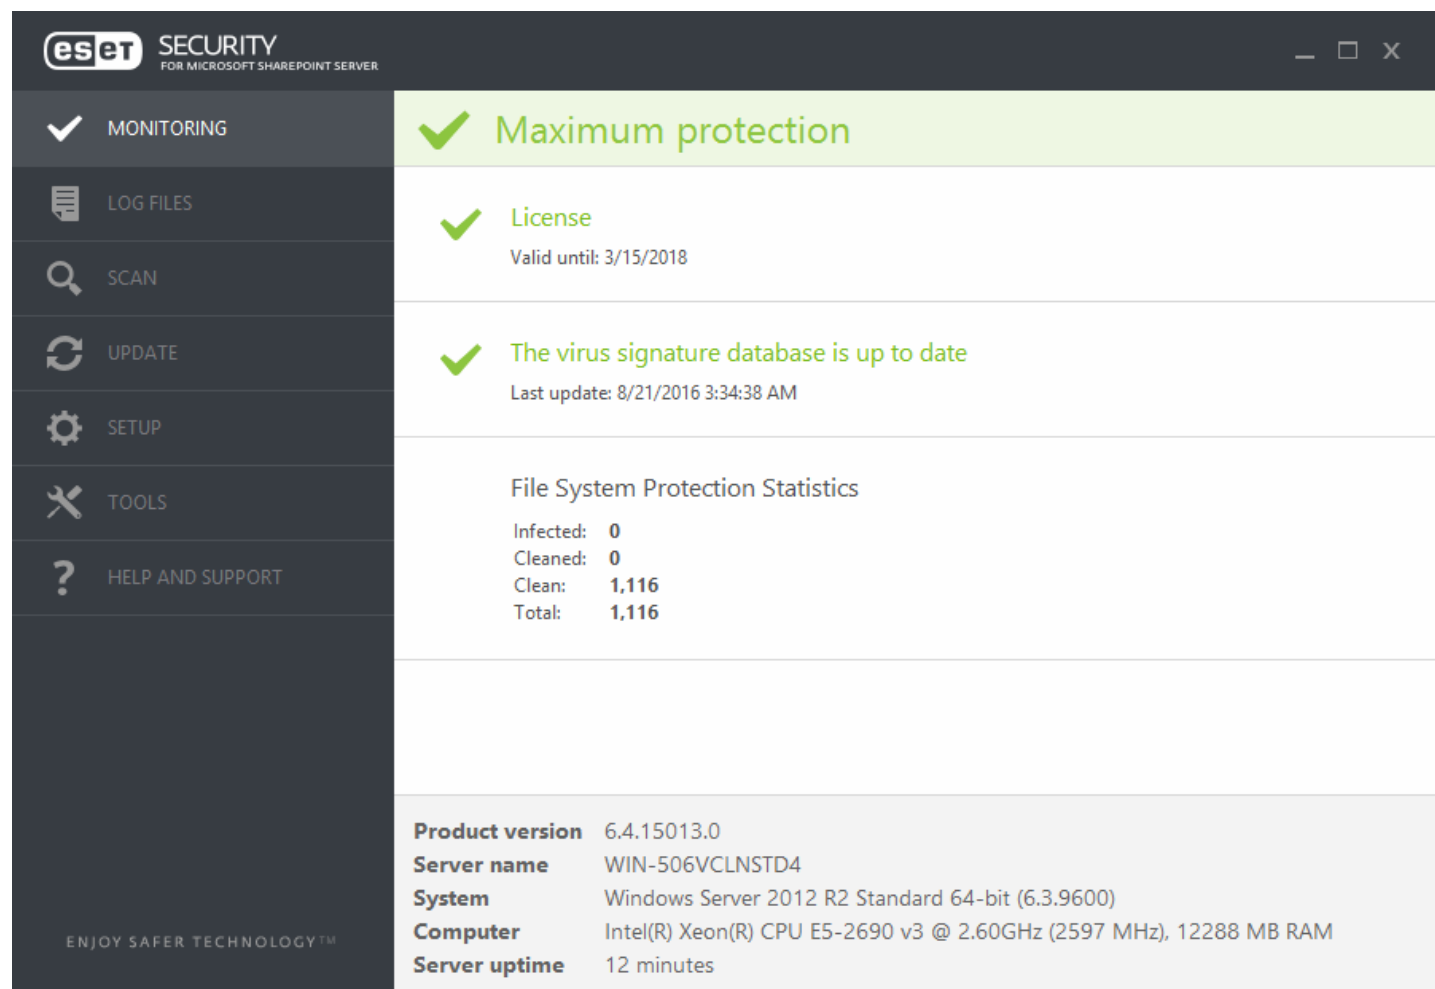 eset SECURITY
FOR MICROSOFT SHAREPOINT SERVER
MONITORING
LOG FILES
SCAN
UPDATE
SETUP
TOOLS
HELP AND SUPPORT
ENJOY SAFER TECHNOLOGY™
Maximum protection
License
Valid until: 3/15/2018
The virus signature database is up to date
Last update: 8/21/2016 3:34:38 AM
File System Protection Statistics
Infected: 0
Cleaned: 0
Clean: 1,116
Total: 1,116
Product version 6.4.15013.0
Server name WIN-506VCLNSTD4
System Windows Server 2012 R2 Standard 64-bit (6.3.9600)
Computer Intel(R) Xeon(R) CPU E5-2690 v3 @ 2.60GHz (2597 MHz), 12288 MB RAM
Server uptime 12 minutes